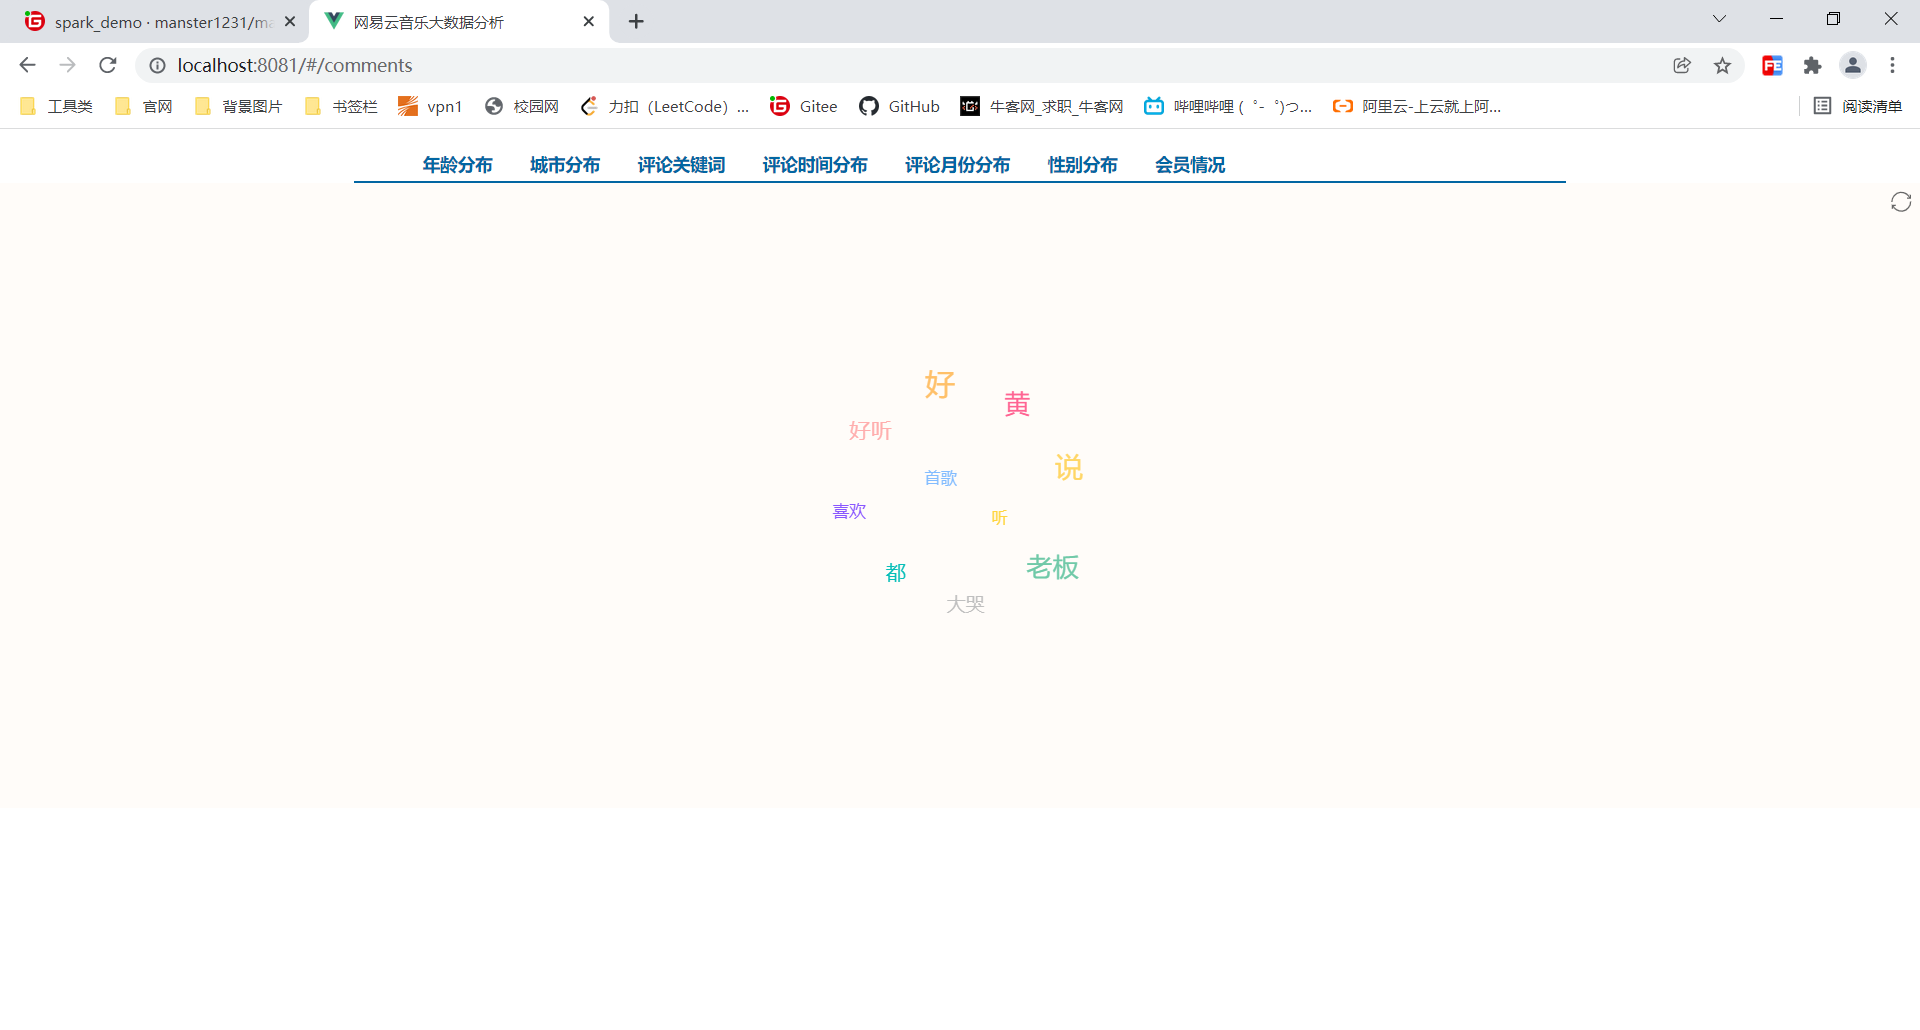 spark_demo · manster1231/ma
网易云音乐大数据分析
localhost:8081/#/comments
工具类 官网 背景图片 书签栏 vpn1 校园网 力扣（LeetCode）... Gitee GitHub 牛客网_求职_牛客网 哔哩哔哩 ( ゜- ゜)つ... 阿里云-上云就上阿... 阅读清单
年龄分布 城市分布 评论关键词 评论时间分布 评论月份分布 性别分布 会员情况
好
黄
好听
说
首歌
喜欢
听
老板
都
大哭